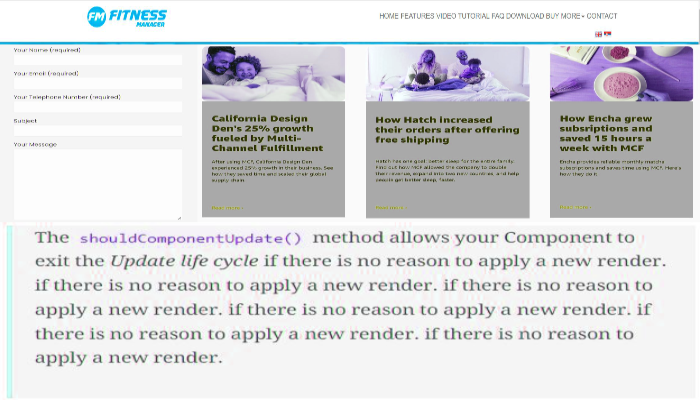 FM FITNESS
MANAGER
HOME FEATURES VIDEO TUTORIAL FAQ DOWNLOAD BUY MORE CONTACT
Your Name (required)
Your Email (required)
Your Telephone Number (required)
Subject
Your Message
California Design
Den's 25% growth
fueled by Multi-
Channel Fulfillment
After using MCF, California Design Den
experienced 25% growth in their business. See
how they saved time and scaled their global
supply chain.
Read more
How Hatch increased
their orders after offering
free shipping
Hatch has one goal: better sleep for the entire family.
Find out how MCF allowed the company to double
their revenue, expand into two new countries, and help
people get better sleep, faster.
Read more
How Encha grew
subsriptions and
saved 15 hours a
week with MCF
Encha provides reliable monthly matcha
subscriptions and saves time using MCF. Here's
how they do it.
Read more
The shouldComponentUpdate() method allows your Component to
exit the Update life cycle if there is no reason to apply a new render.
if there is no reason to apply a new render. if there is no reason to
apply a new render. if there is no reason to apply a new render. if
there is no reason to apply a new render. if there is no reason to
apply a new render.